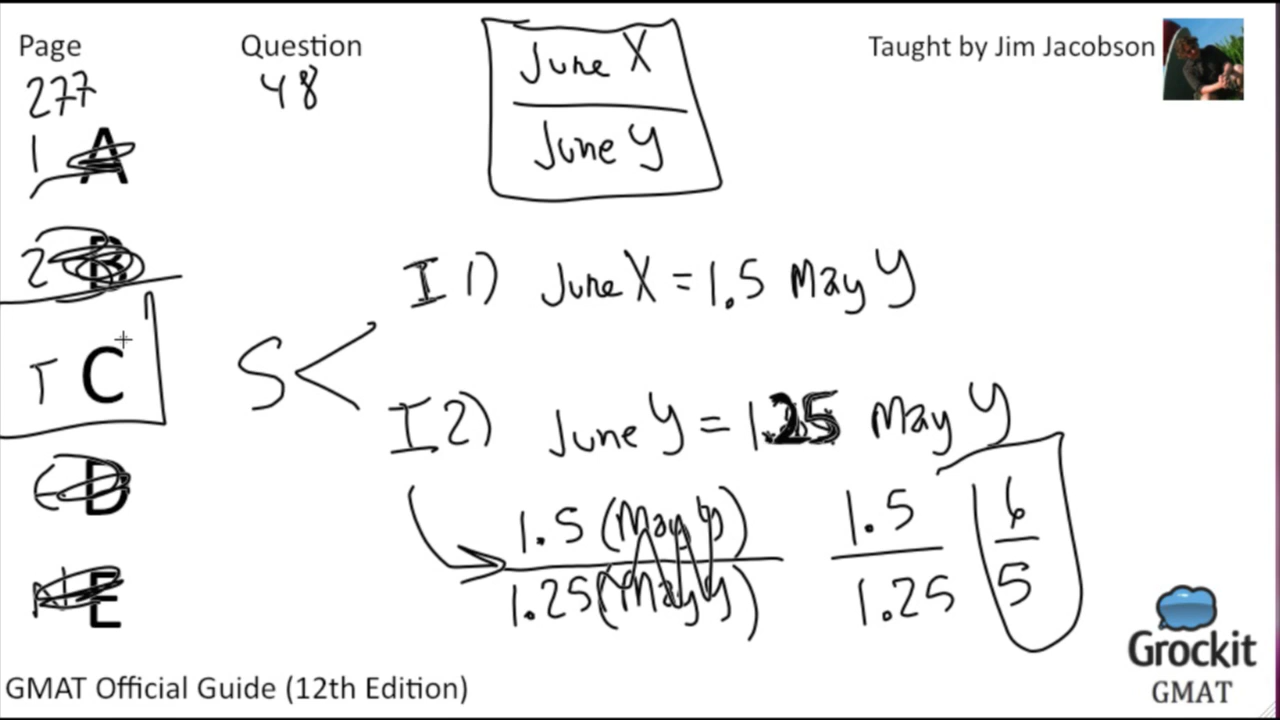 Page
Question
Taught by Jim Jacobson
277
48
June X
June Y
1 A
2 B
T C
D
E
S
I 1) June X = 1.5 May Y
I 2) June Y = 1.25 May Y
1.5 (May Y)
1.25 (May Y)
1.5
1.25
6
5
Grockit
GMAT
GMAT Official Guide (12th Edition)